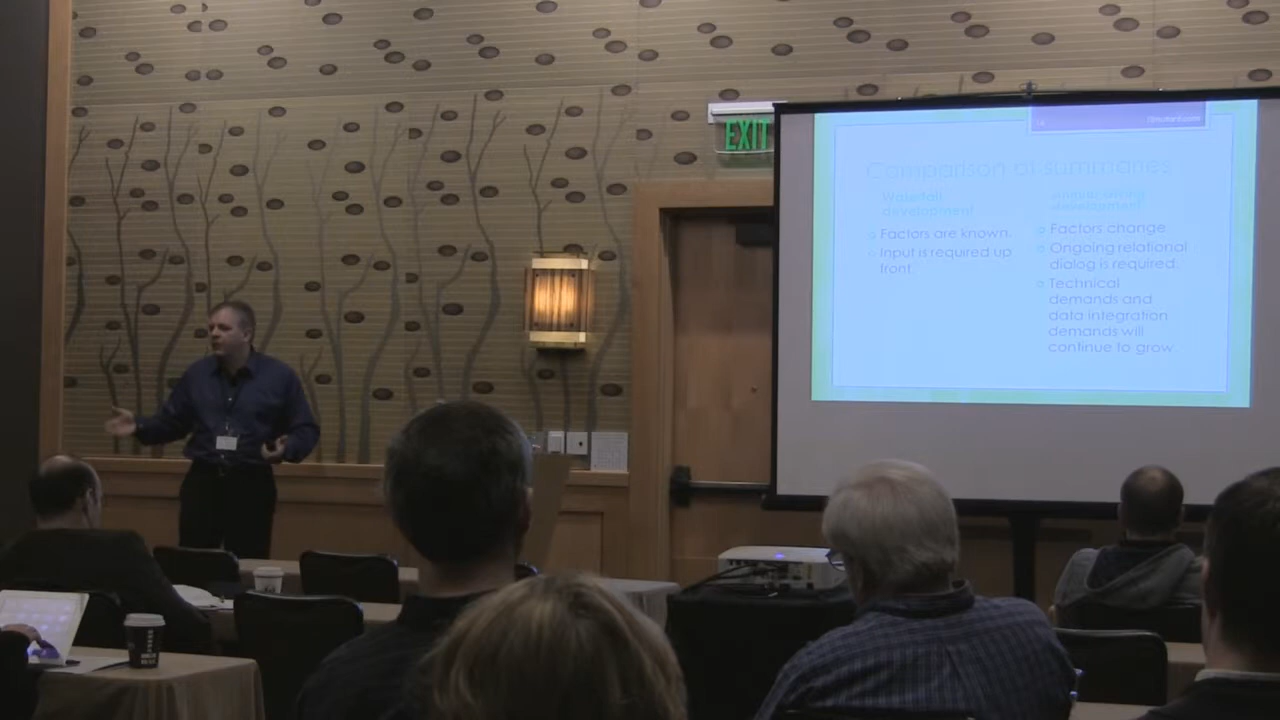 EXIT
Comparison of summaries
Waterfall
development
Factors are known.
Input is required up
front.
development
Factors change
Ongoing relational
dialog is required.
Technical
demands and
data integration
demands will
continue to grow